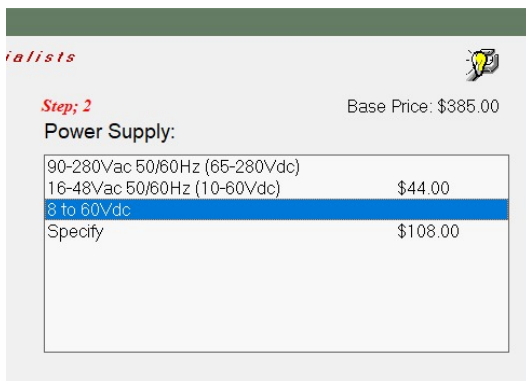 ialists
Step; 2
Base Price: $385.00
Power Supply:
90-280Vac 50/60Hz (65-280Vdc)
16-48Vac 50/60Hz (10-60Vdc) $44.00
8 to 60Vdc
Specify $108.00